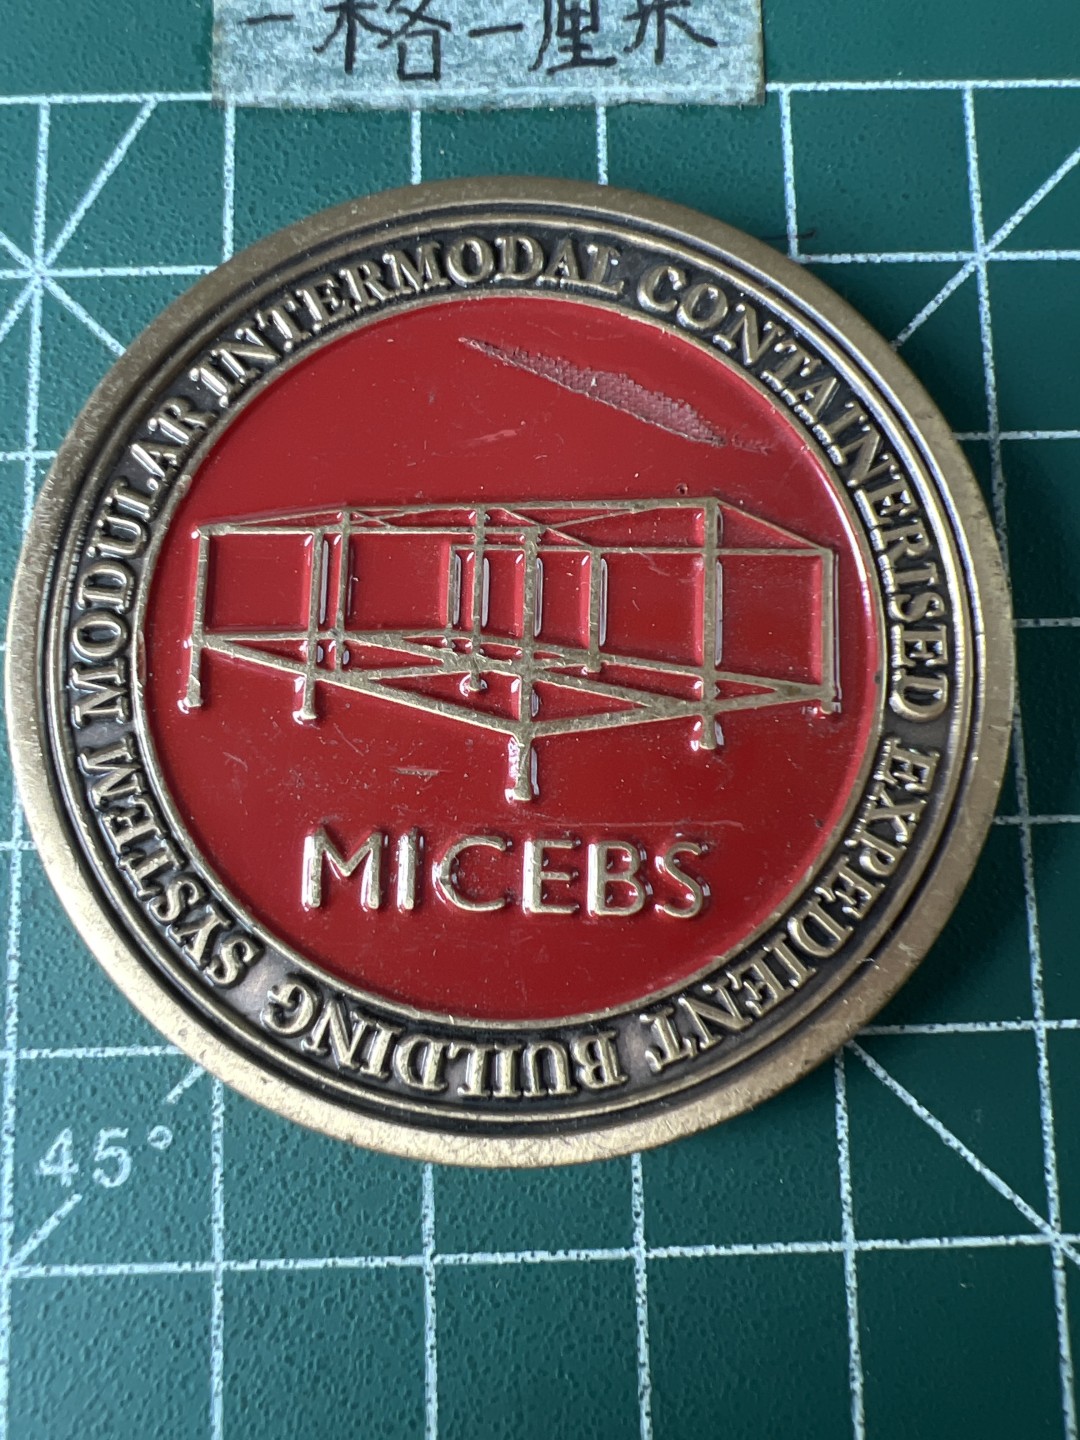 一格一厘米
MODULAR INTERMODAL CONTAINERISED EXPEDIENT BUILDING SYSTEM
MICEBS
45°